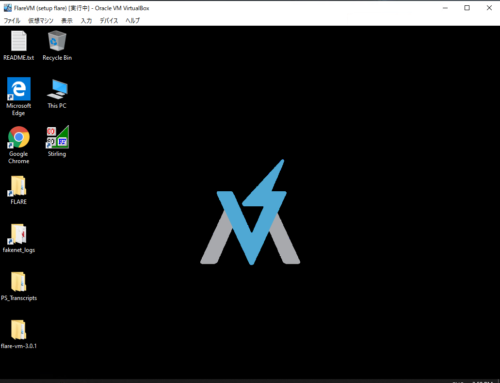 FlareVM (setup flare) [実行中] - Oracle VM VirtualBox
ファイル 仮想マシン 表示 入力 デバイス ヘルプ
README.txt
Recycle Bin
Microsoft Edge
This PC
Google Chrome
Stirling
FLARE
fakenet_logs
PS_Transcripts
flare-vm-3.0.1